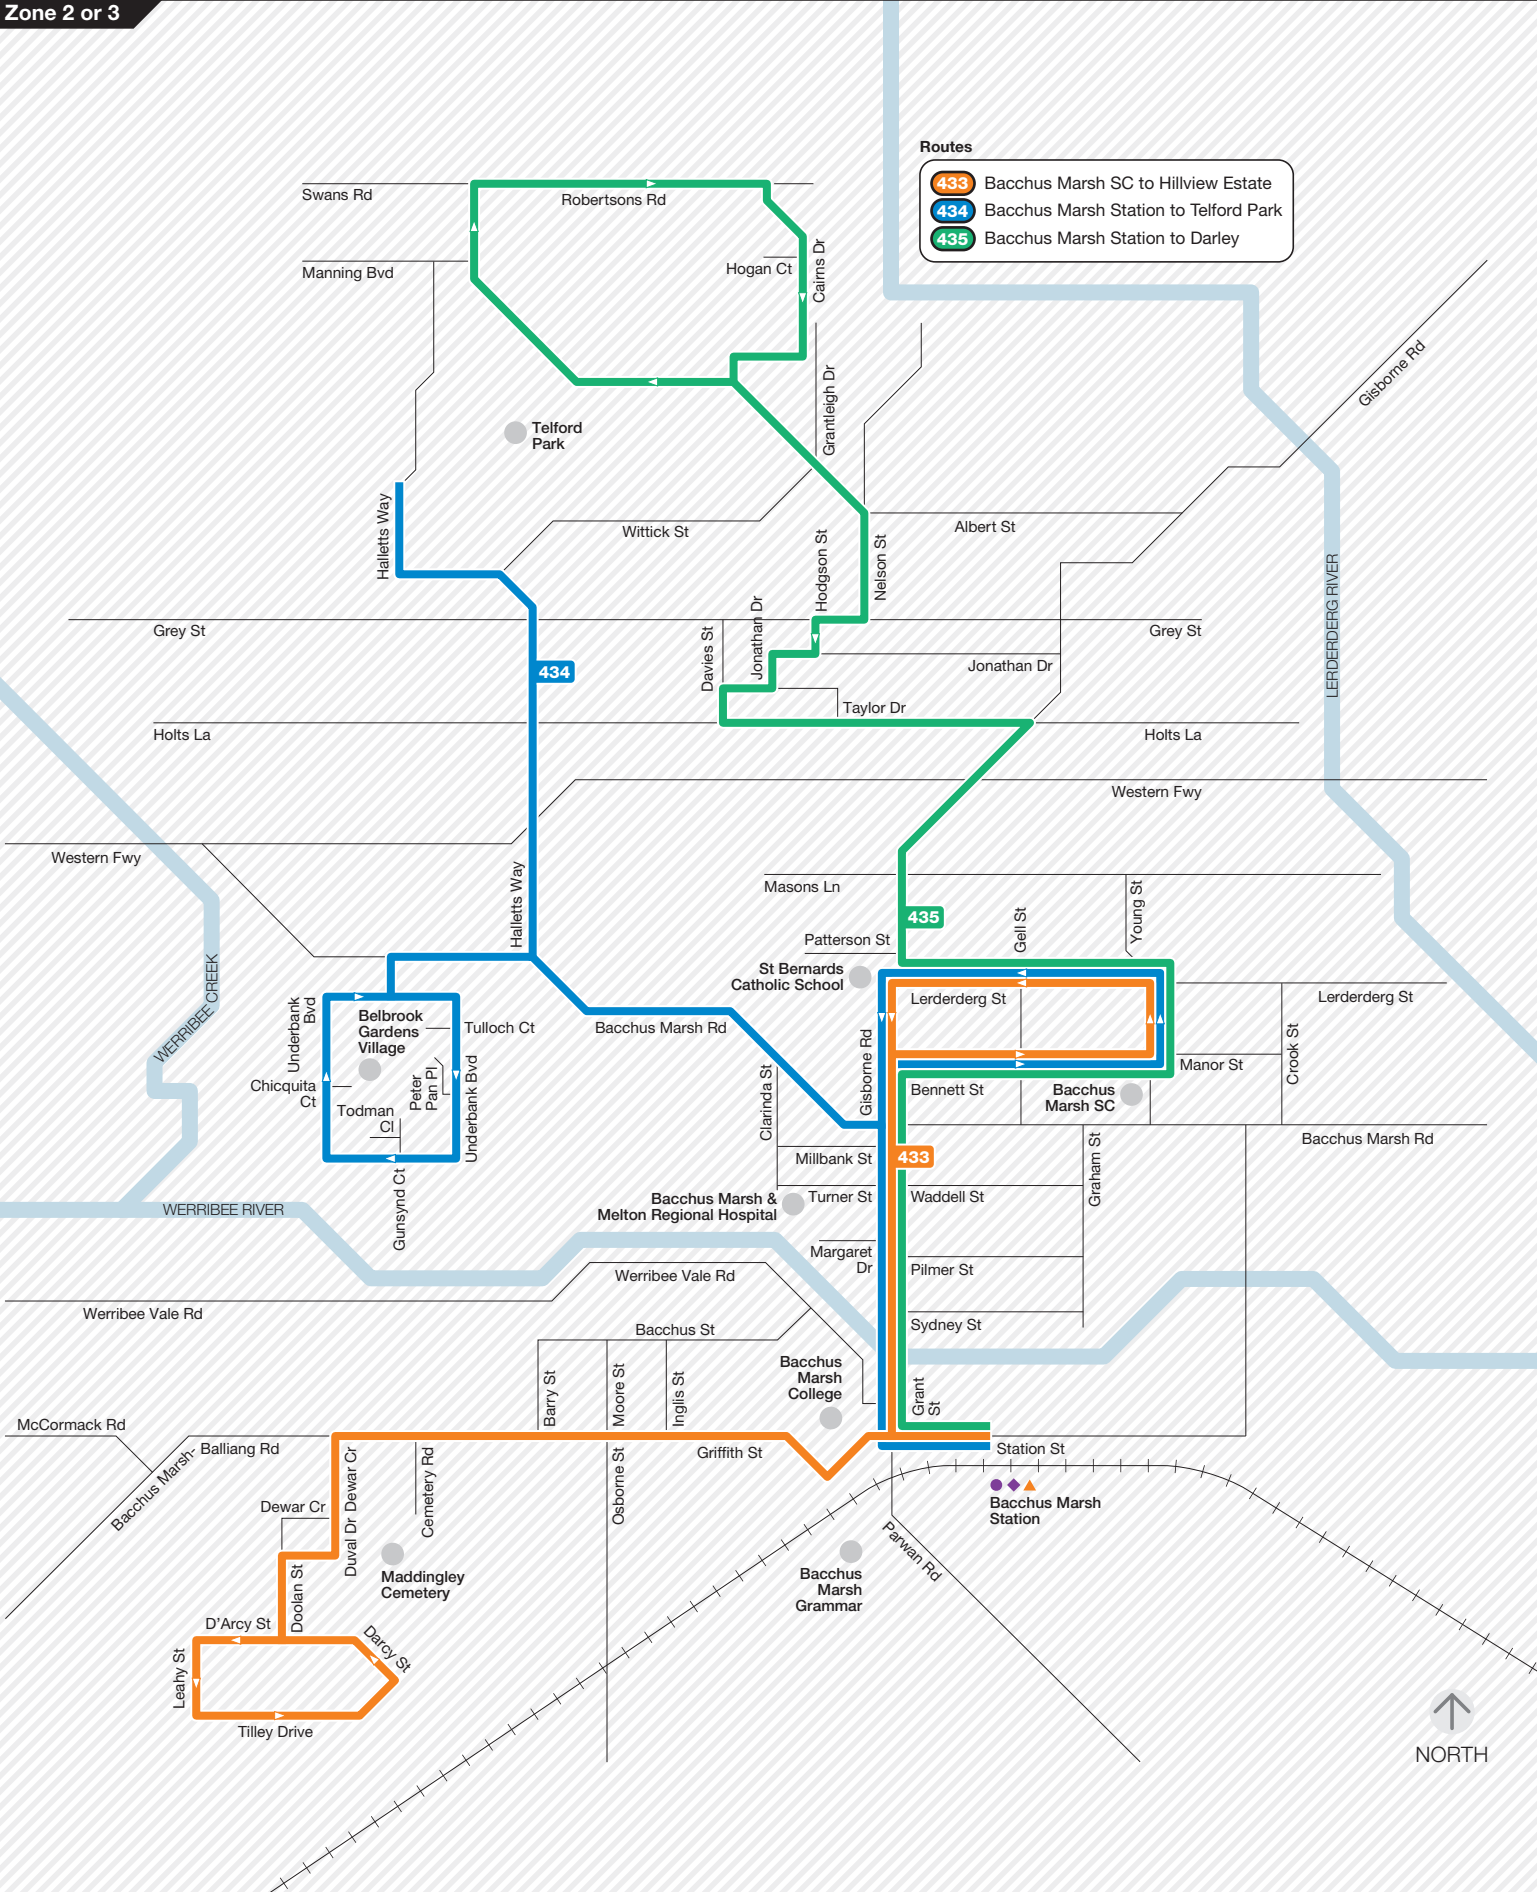 Zone 2 or 3
Routes
433 Bacchus Marsh SC to Hillview Estate
434 Bacchus Marsh Station to Telford Park
435 Bacchus Marsh Station to Darley
Swans Rd
Robertsons Rd
Manning Bvd
Hogan Ct
Cairns Dr
Grantleigh Dr
Gisborne Rd
Telford
Park
Halletts Way
Wittick St
Hodgson St
Nelson St
Albert St
LERDERDERG RIVER
Grey St
Davies St
Jonathan Dr
Grey St
Jonathan Dr
434
Taylor Dr
Holts La
Holts La
Western Fwy
Western Fwy
Halletts Way
Masons Ln
Young St
435
Gell St
Patterson St
St Bernards
Catholic School
WERRIBEE CREEK
Lerderderg St
Lerderderg St
Underbank
Bvd
Belbrook
Gardens
Village
Tulloch Ct
Bacchus Marsh Rd
Gisborne Rd
Crook St
Manor St
Chicquita
Ct
Peter
Pan Pl
Underbank Bvd
Clarinda St
Bennett St
Bacchus
Marsh SC
Todman
Cl
Bacchus Marsh Rd
Millbank St
433
Graham St
Gunsynd Ct
Bacchus Marsh &
Melton Regional Hospital
Turner St
Waddell St
WERRIBEE RIVER
Margaret
Dr
Pilmer St
Werribee Vale Rd
Werribee Vale Rd
Sydney St
Bacchus St
Barry St
Moore St
Inglis St
Bacchus
Marsh
College
Grant
St
McCormack Rd
Bacchus Marsh-
Balliang Rd
Griffith St
Station St
Dewar Cr
Duval Dr
Dewar Cr
Cemetery Rd
Osborne St
Bacchus Marsh
Station
Parwan Rd
Maddingley
Cemetery
Bacchus
Marsh
Grammar
Doolan St
D'Arcy St
Darcy St
Leahy St
Tilley Drive
NORTH